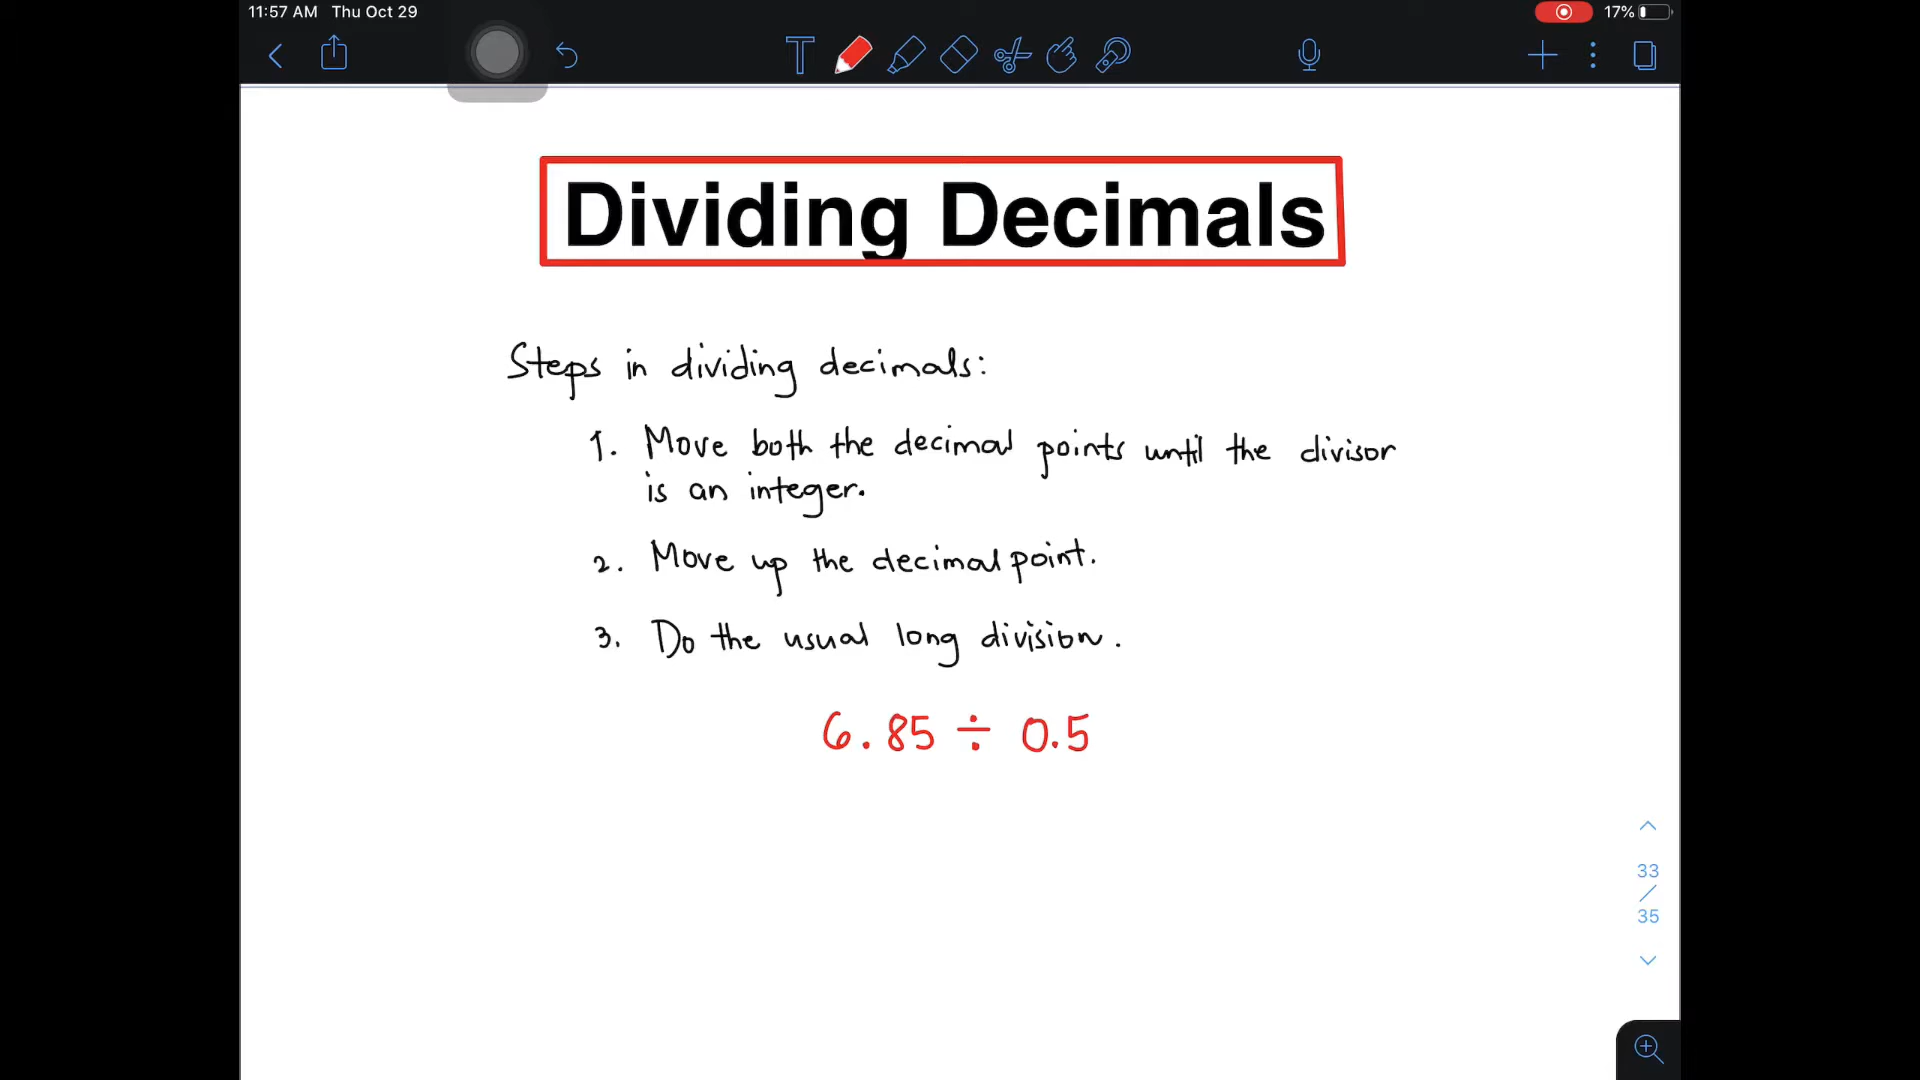 11:57 AM Thu Oct 29
17%
Dividing Decimals
Steps in dividing decimals:
1. Move both the decimal points until the divisor
is an integer.
2. Move up the decimal point.
3. Do the usual long division.
6.85 ÷ 0.5
33
/
35